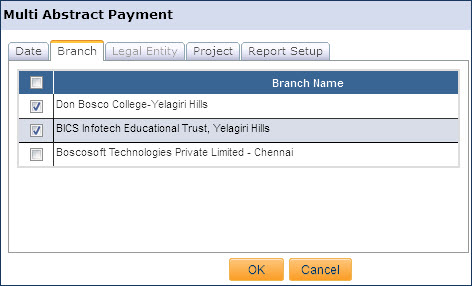 Multi Abstract Payment
Date Branch Legal Entity Project Report Setup
Branch Name
Don Bosco College-Yelagiri Hills
BICS Infotech Educational Trust, Yelagiri Hills
Boscosoft Technologies Private Limited - Chennai
OK Cancel